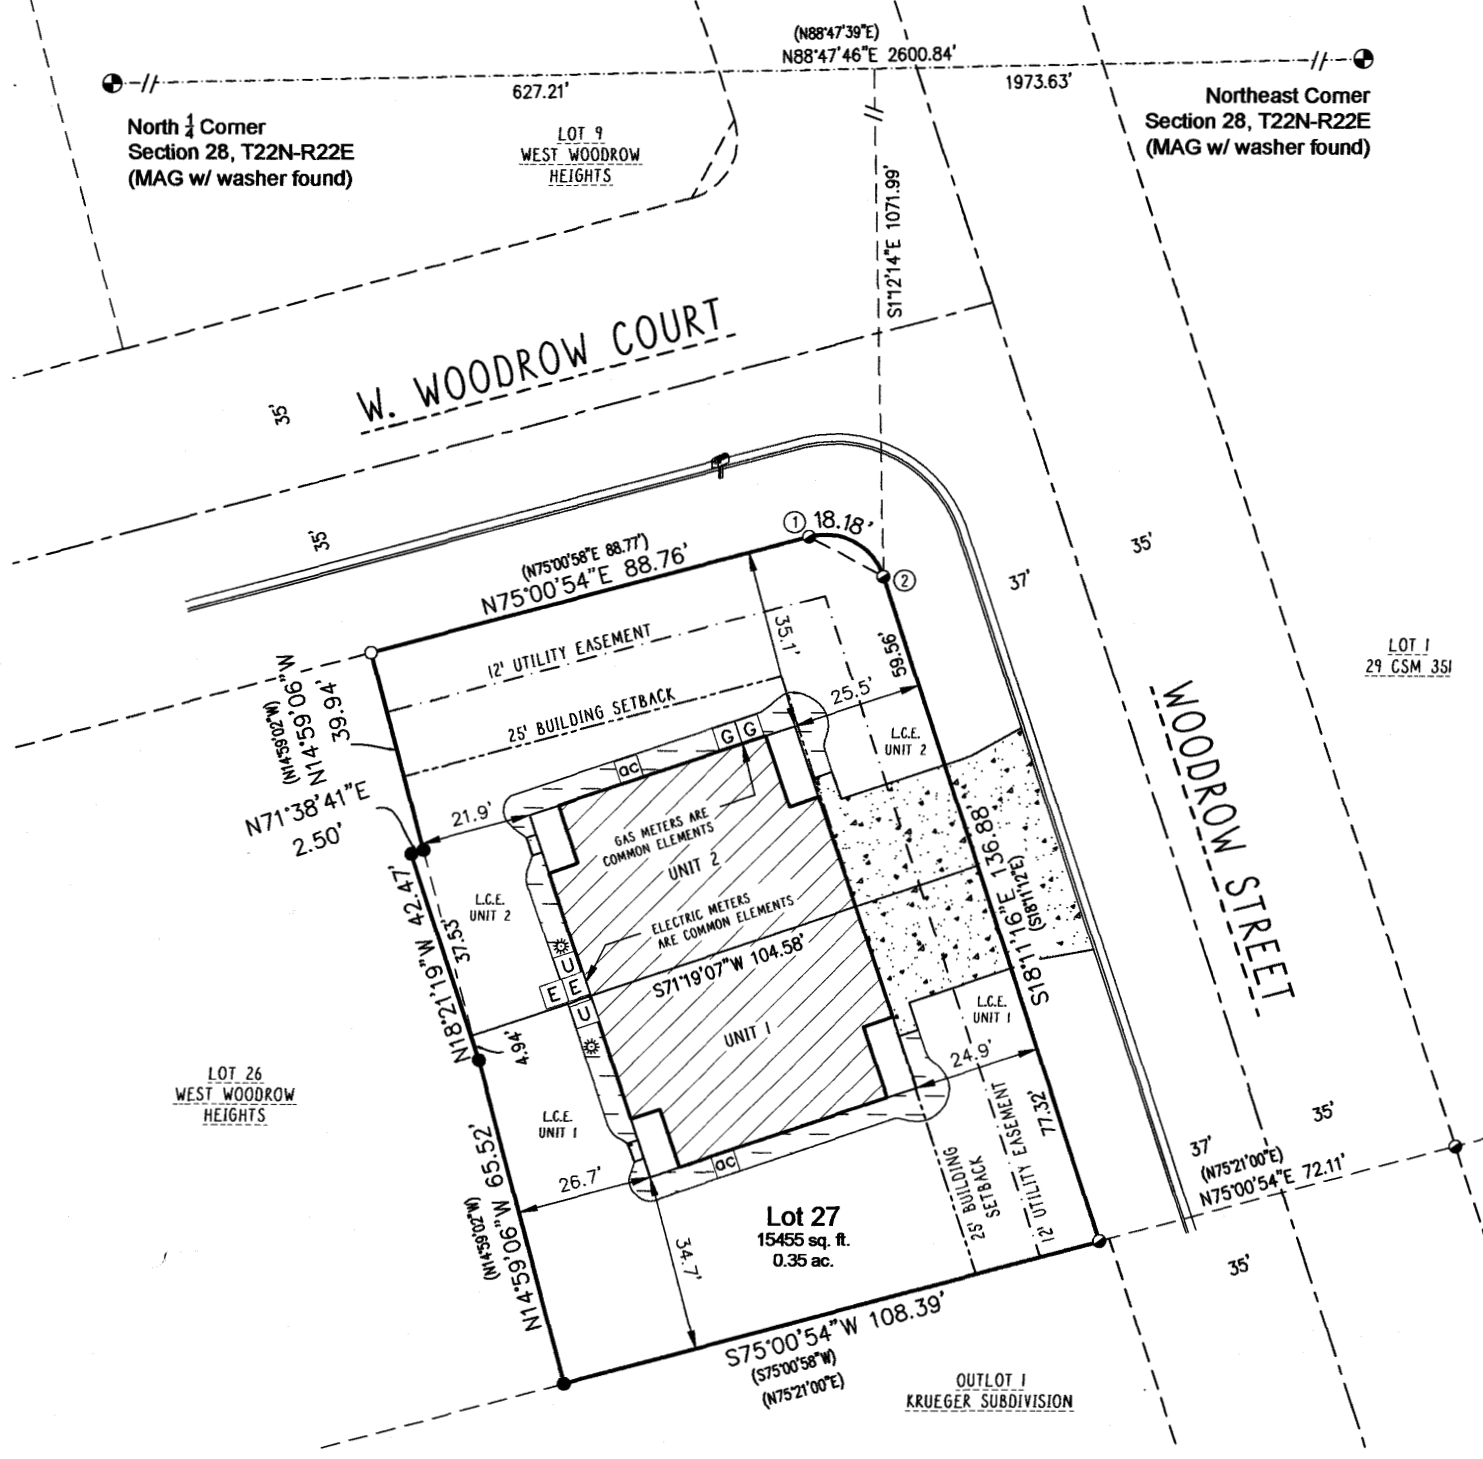 (N88°47'39"E)
N88°47'46"E 2600.84'
627.21'
1973.63'
North 1/4 Corner
Section 28, T22N-R22E
(MAG w/ washer found)
Northeast Corner
Section 28, T22N-R22E
(MAG w/ washer found)
LOT 9
WEST WOODROW
HEIGHTS
S1°12'14"E 1071.99'
W. WOODROW COURT
35'
35'
1
18.18'
2
(N75°00'58"E 88.77')
N75°00'54"E 88.76'
35'
37'
12' UTILITY EASEMENT
35.1'
59.56'
25' BUILDING SETBACK
25.5'
LOT 1
29 CSM 351
(N14°59'02"W)
N14°59'06"W
39.94'
N71°38'41"E
2.50'
21.9'
ac
G G
L.C.E.
UNIT 2
GAS METERS ARE
COMMON ELEMENTS
UNIT 2
ELECTRIC METERS
ARE COMMON ELEMENTS
L.C.E.
UNIT 2
N18°21'19"W 42.47'
37.53'
S18°11'16"E 136.88'
(S18°11'12"E)
WOODROW STREET
U
E E
U
S71°19'07"W 104.58'
UNIT 1
4.94'
L.C.E.
UNIT 1
24.9'
LOT 26
WEST WOODROW
HEIGHTS
L.C.E.
UNIT 1
77.32'
ac
26.7'
N14°59'06"W 65.52'
(N14°59'02"W)
34.7'
Lot 27
15455 sq. ft.
0.35 ac.
25' BUILDING
SETBACK
12' UTILITY EASEMENT
35'
37'
(N75°21'00"E)
N75°00'54"E 72.11'
35'
S75°00'54"W 108.39'
(S75°00'58"W)
(N75°21'00"E)
OUTLOT 1
KRUEGER SUBDIVISION